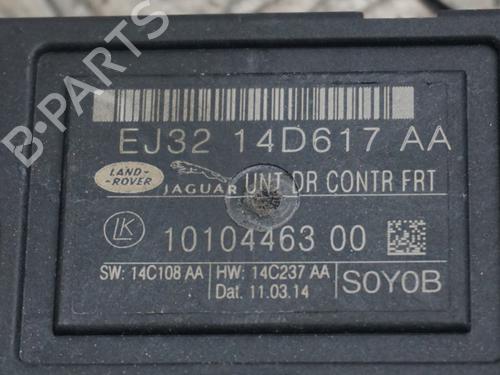 EJ32 14D617 AA
LAND-
ROVER
JAGUAR UNT DR CONTR FRT
LK 10104463 00
SW: 14C108 AA HW: 14C237 AA
Dat. 11.03.14
SOYOB
B-PARTS